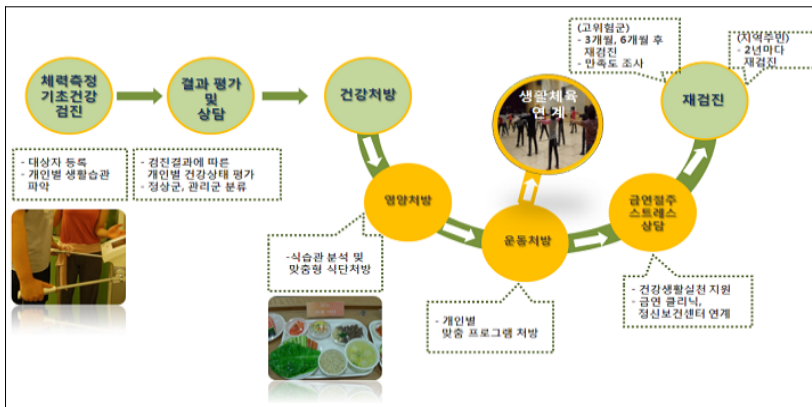 체력측정
기초건강
검진
결과 평가
및
상담
건강처방
영양처방
운동처방
생활체육
연 계
금연절주
스트레스
상담
재검진
(고위험군)
- 3개월, 6개월 후
재검진
- 만족도 조사
(지역주민)
- 2년마다
재검진
- 대상자 등록
- 개인별 생활습관
파악
- 검진결과에 따른
개인별 건강상태 평가
- 정상군, 관리군 분류
-식습관 분석 및
맞춤형 식단처방
- 개인별
맞춤 프로그램 처방
- 건강생활실천 지원
- 금연 클리닉,
정신보건센터 연계